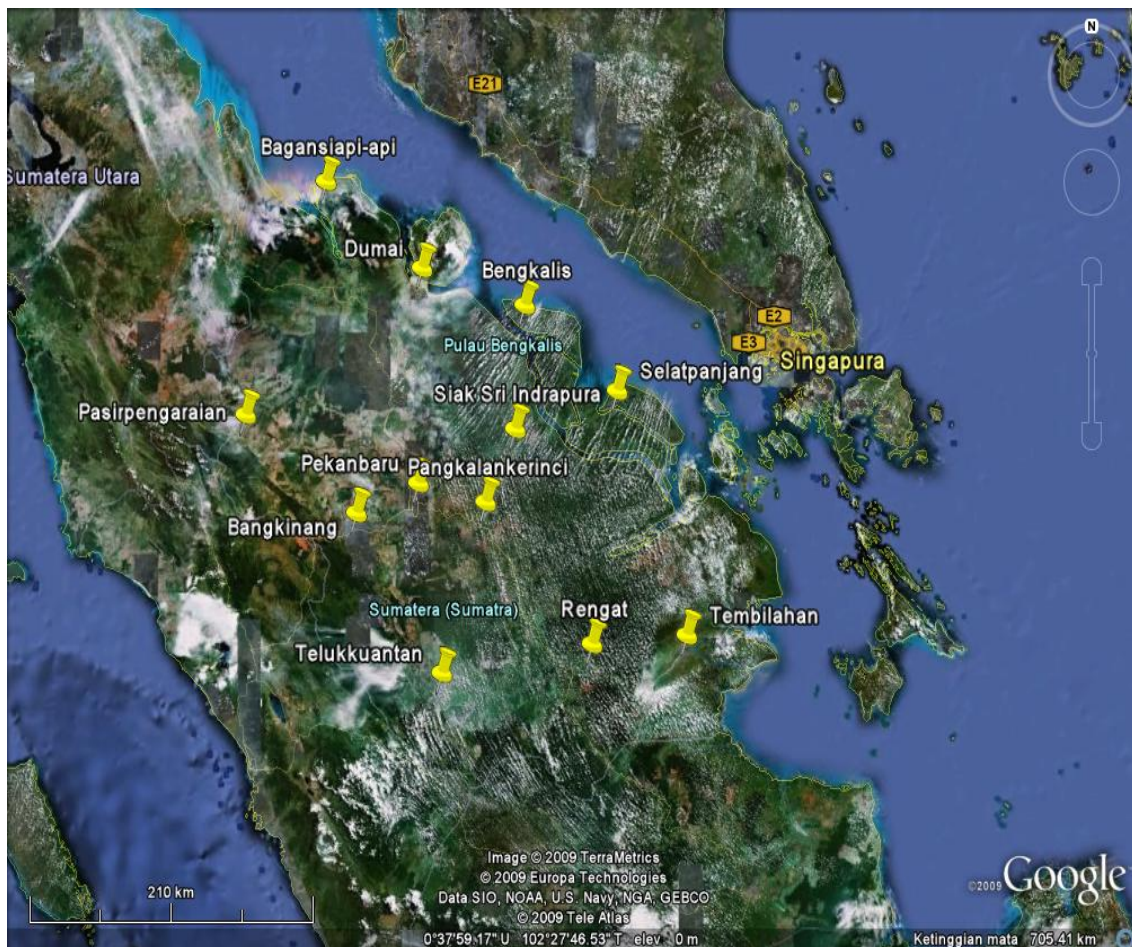 N
E21
Bagansiapi-api
Sumatera Utara
Dumai
Bengkalis
E2
E3
Pulau Bengkalis
Singapura
Selatpanjang
Siak Sri Indrapura
Pasirpengaraian
Pekanbaru
Pangkalankerinci
Bangkinang
Sumatera (Sumatra)
Rengat
Tembilahan
Telukkuantan
Image © 2009 TerraMetrics
© 2009 Europa Technologies
Data SIO, NOAA, U.S. Navy, NGA, GEBCO
© 2009 Tele Atlas
©2009 Google
210 km
0°37'59.17" U 102°27'46.53" T elev 0 m
Ketinggian mata 705.41 km